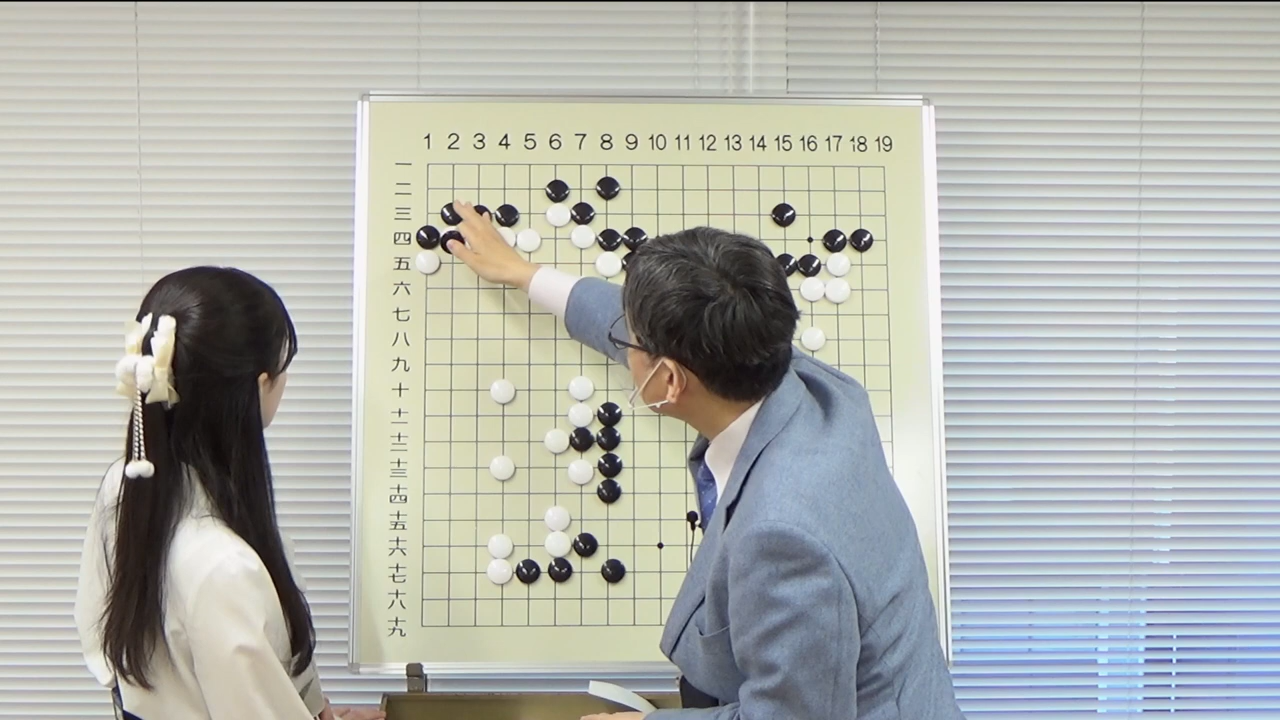 1 2 3 4 5 6 7 8 9 10 11 12 13 14 15 16 17 18 19
一
二
三
四
五
六
七
八
九
十
十一
十二
十三
十四
十五
十六
十七
十八
十九